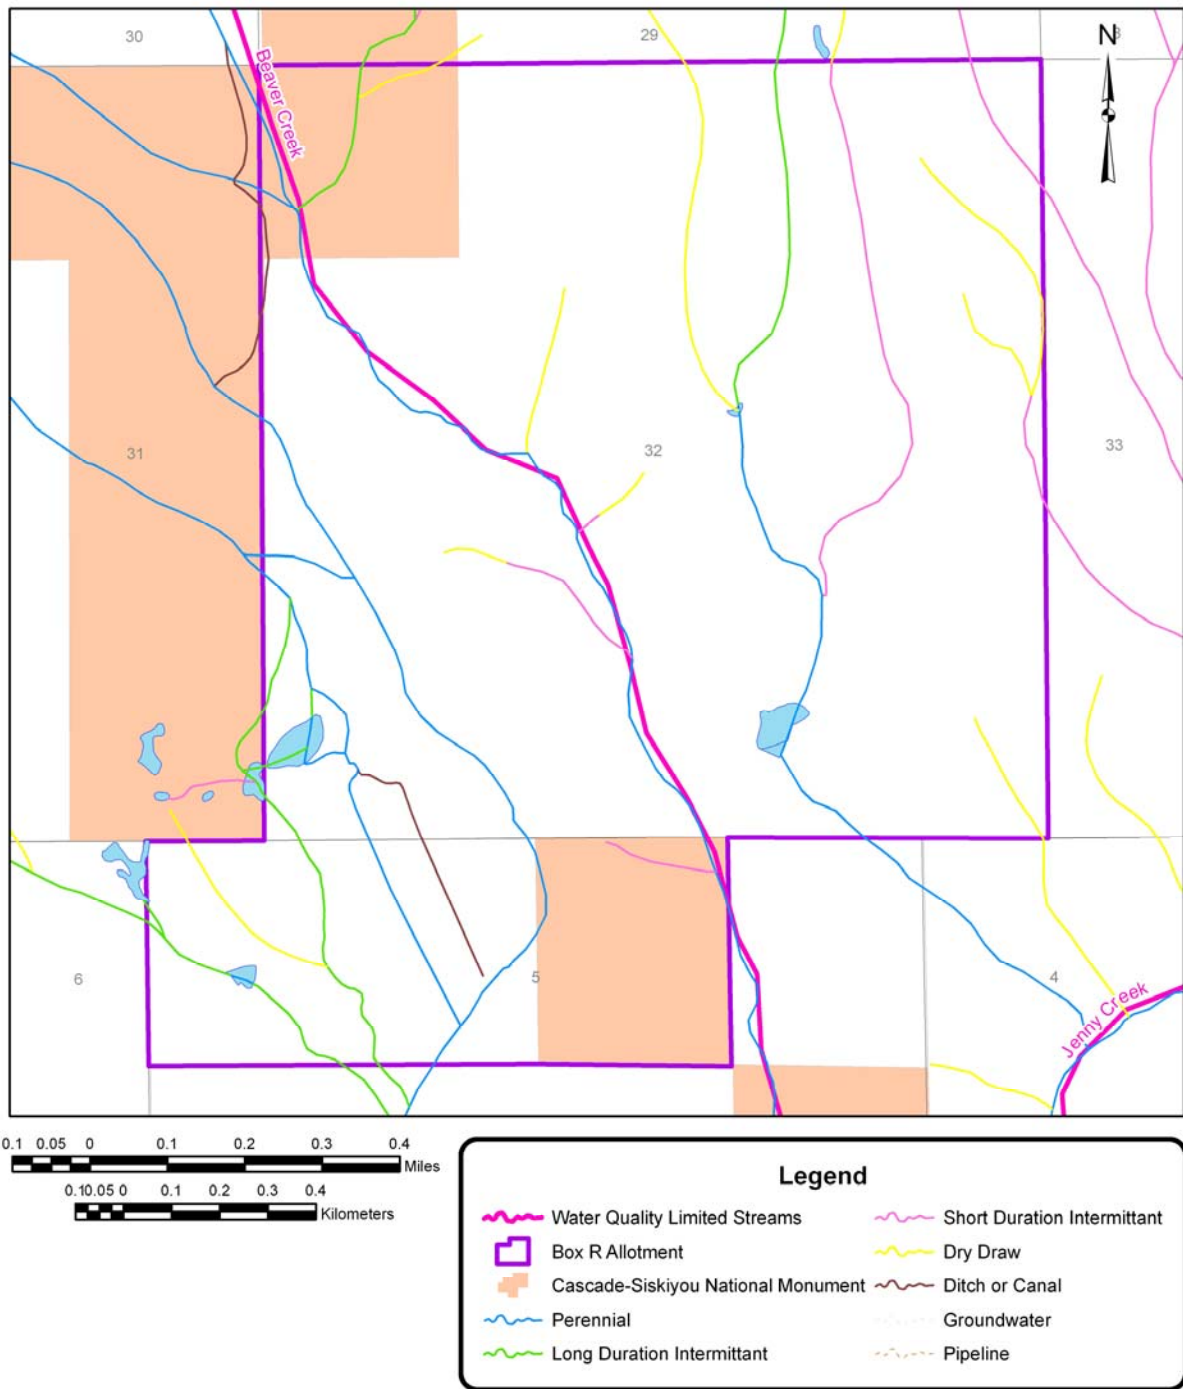 30
29
N
Beaver Creek
31
32
33
6
5
4
Jenny Creek
0.1 0.05 0 0.1 0.2 0.3 0.4
Miles
0.10.05 0 0.1 0.2 0.3 0.4
Kilometers
Legend
Water Quality Limited Streams
Box R Allotment
Cascade-Siskiyou National Monument
Perennial
Long Duration Intermittant
Short Duration Intermittant
Dry Draw
Ditch or Canal
Groundwater
Pipeline